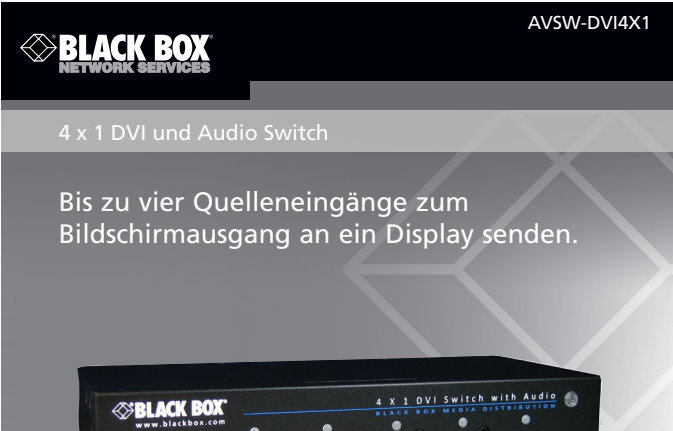 AVSW-DVI4X1
BLACK BOX
NETWORK SERVICES
4 x 1 DVI und Audio Switch
Bis zu vier Quelleneingänge zum
Bildschirmausgang an ein Display senden.
4 X 1 DVI Switch with Audio
BLACK BOX MEDIA DISTRIBUTION
BLACK BOX
www.blackbox.com